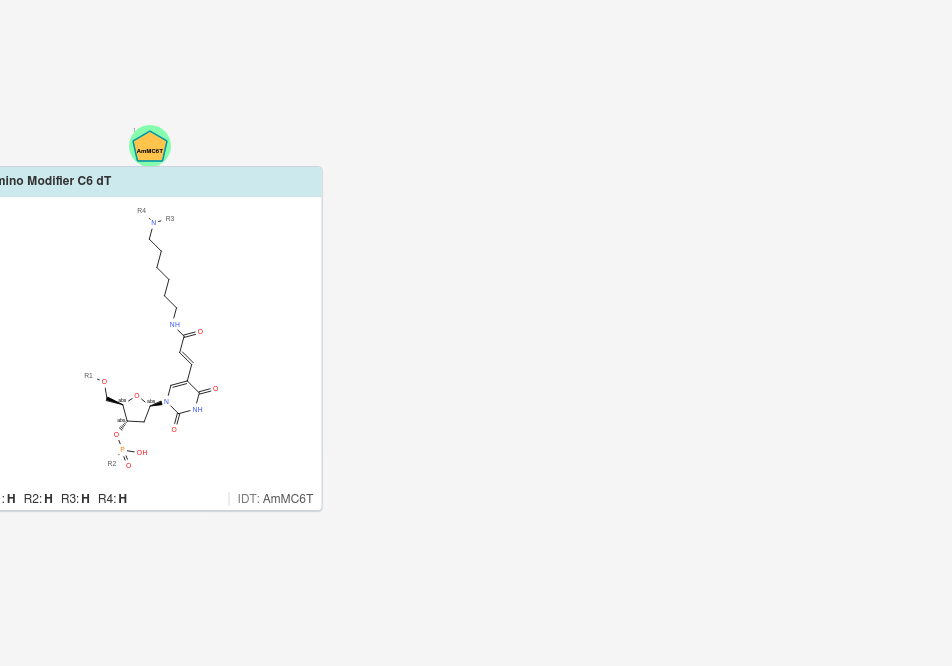 AmMC6T
mino Modifier C6 dT
R4
N
R3
NH
O
R1
O
O
abs
abs
N
O
abs
NH
O
O
P
OH
R2
O
: H R2: H R3: H R4: H
IDT: AmMC6T